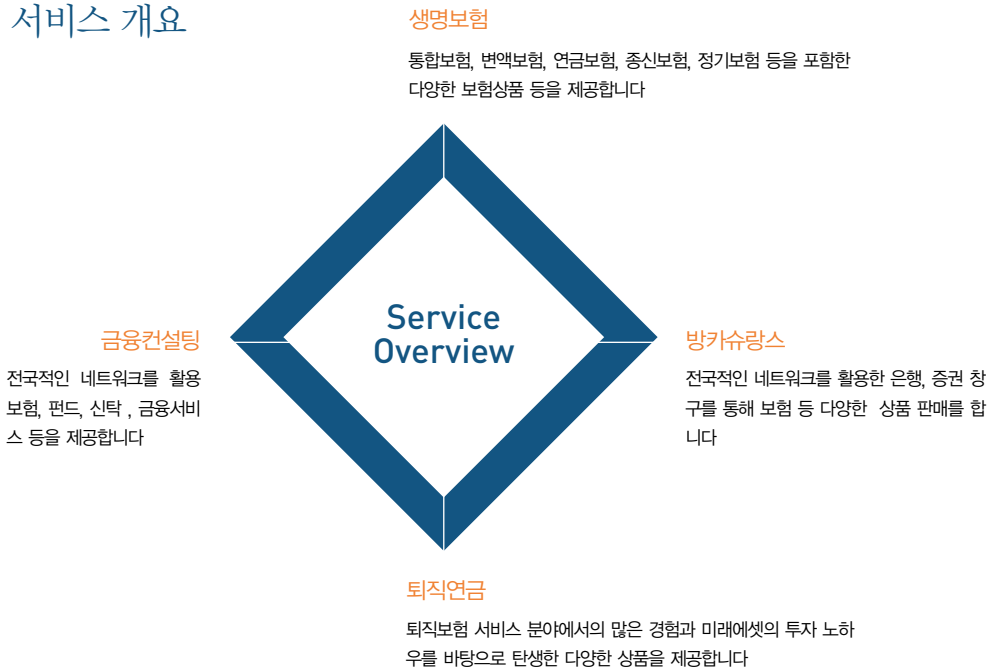 서비스 개요
생명보험
통합보험, 변액보험, 연금보험, 종신보험, 정기보험 등을 포함한
다양한 보험상품 등을 제공합니다
Service
Overview
금융컨설팅
전국적인 네트워크를 활용
보험, 펀드, 신탁 , 금융서비
스 등을 제공합니다
방카슈랑스
전국적인 네트워크를 활용한 은행, 증권 창
구를 통해 보험 등 다양한 상품 판매를 합
니다
퇴직연금
퇴직보험 서비스 분야에서의 많은 경험과 미래에셋의 투자 노하
우를 바탕으로 탄생한 다양한 상품을 제공합니다